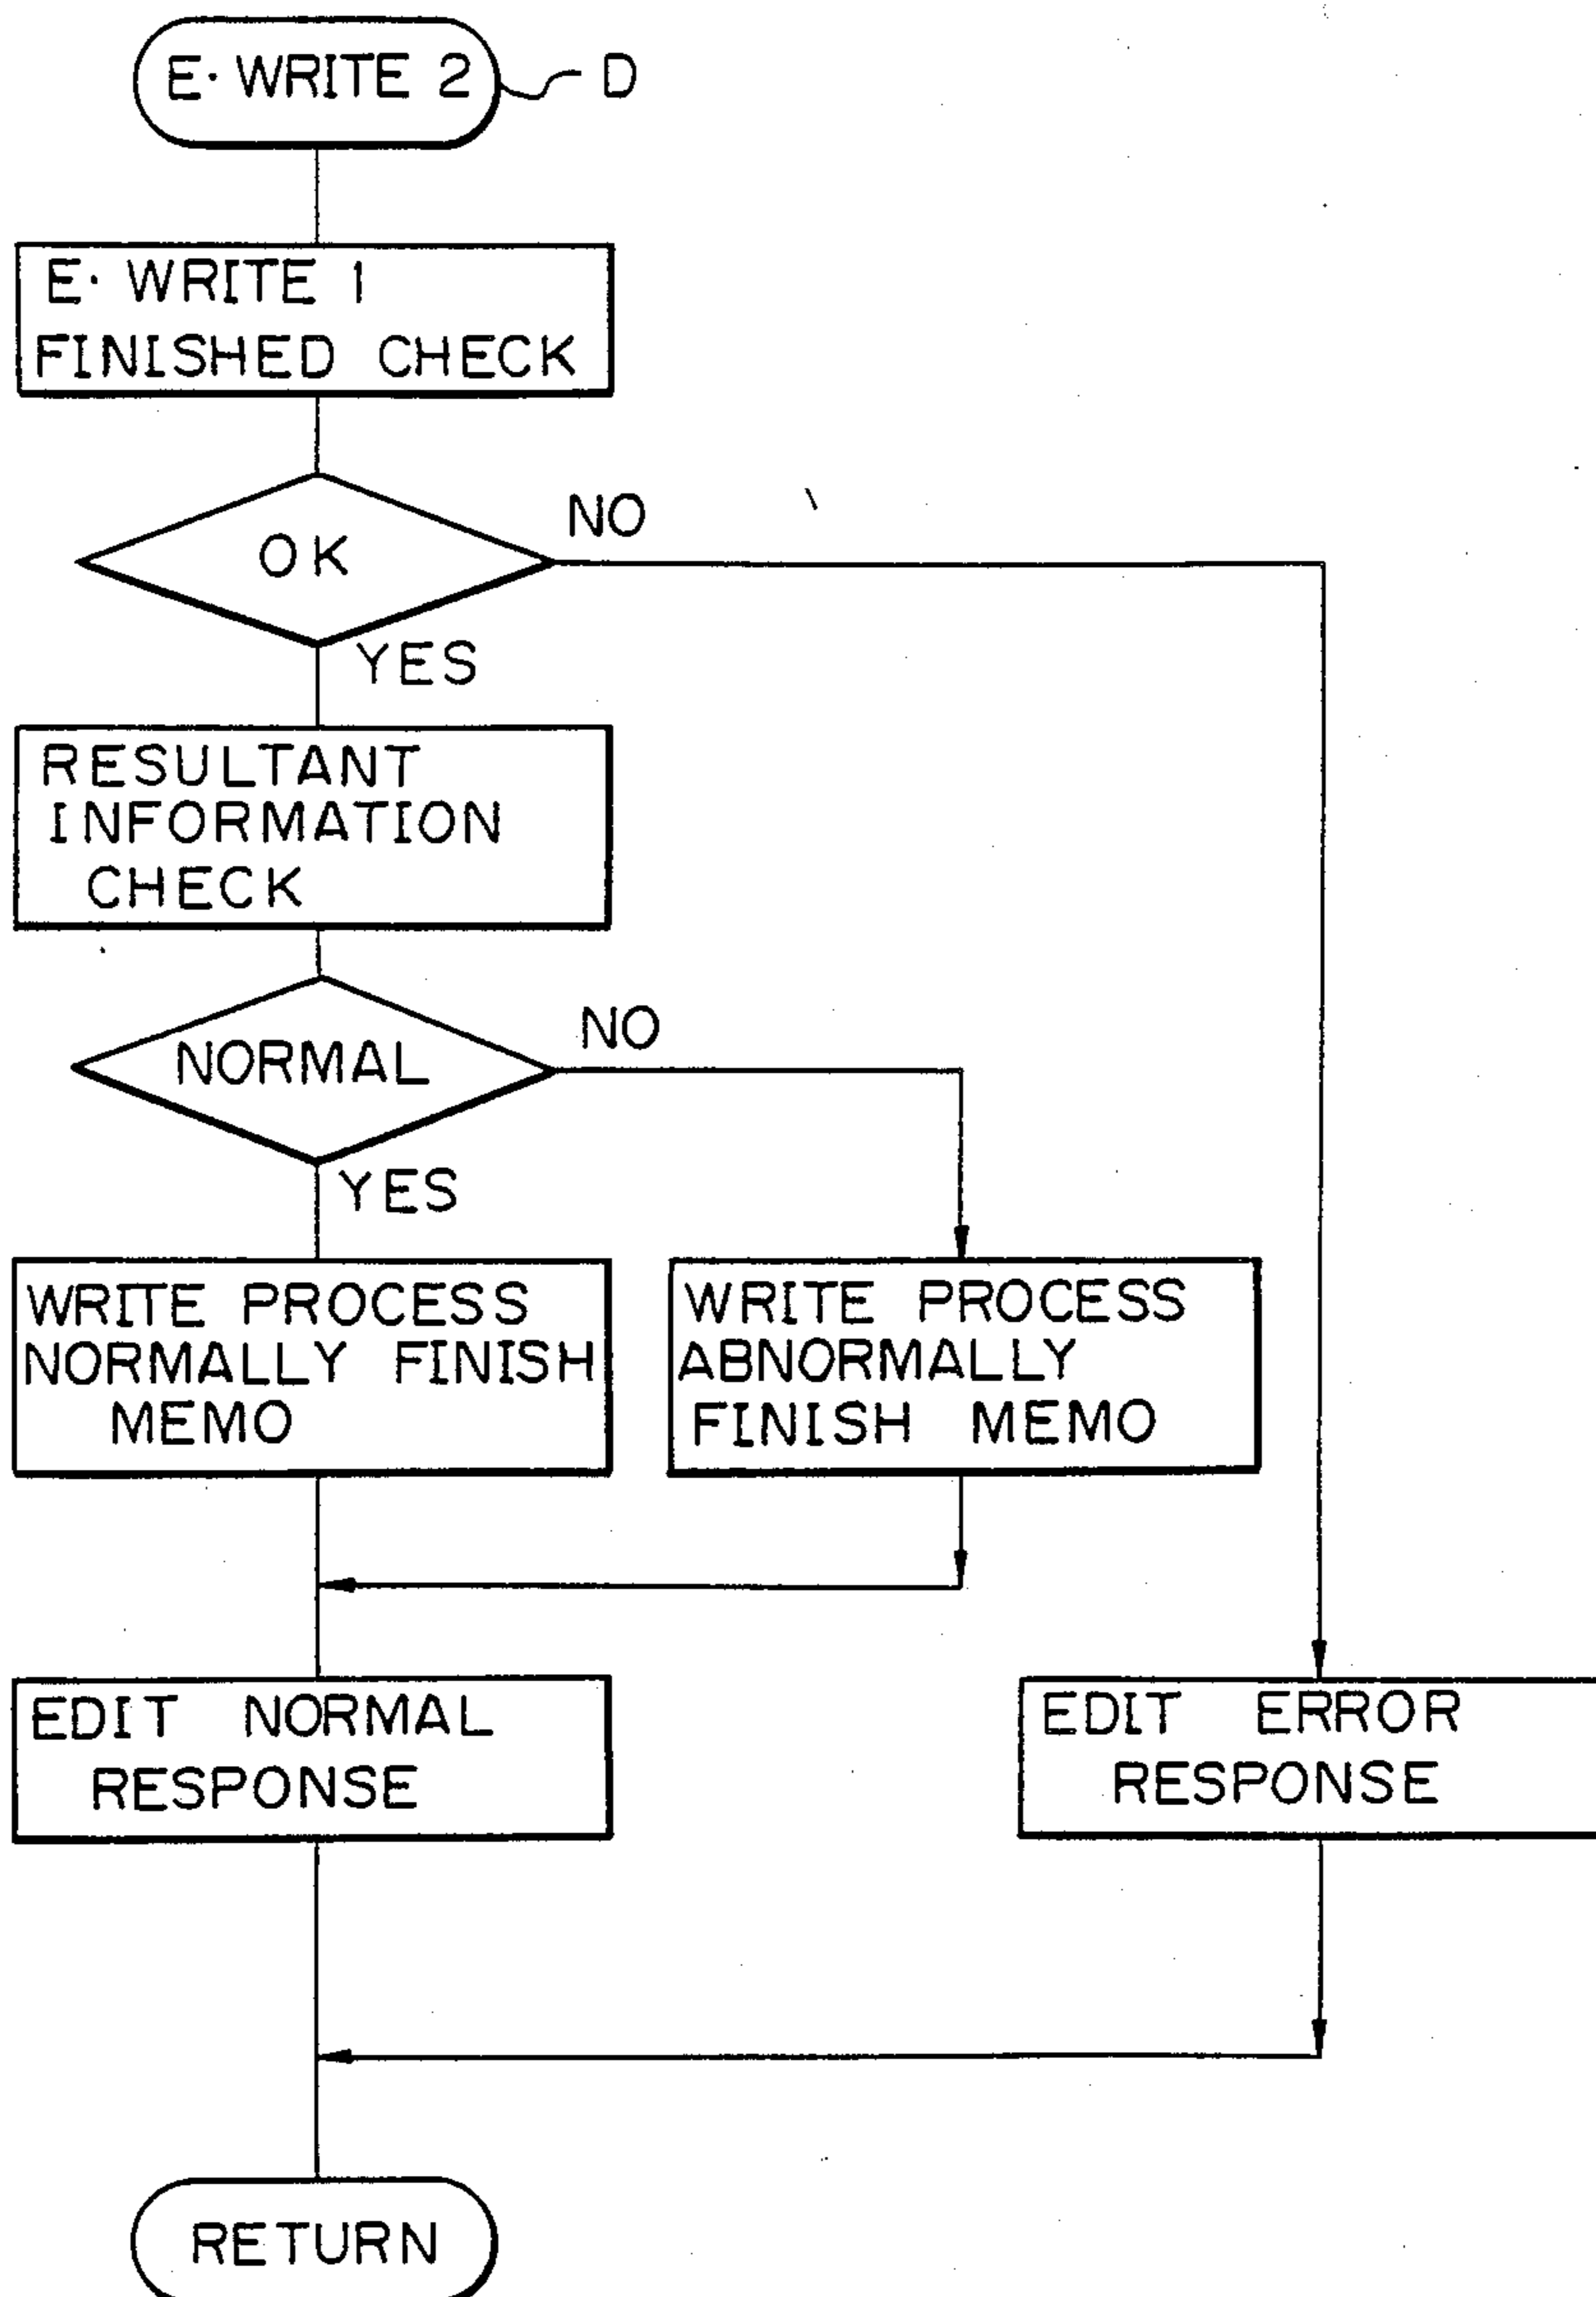 E· WRITE 2
D
E· WRITE 1
FINISHED CHECK
OK
NO
YES
RESULTANT
INFORMATION
CHECK
NORMAL
NO
YES
WRITE PROCESS
NORMALLY FINISH
MEMO
WRITE PROCESS
ABNORMALLY
FINISH MEMO
EDIT NORMAL
RESPONSE
EDIT ERROR
RESPONSE
RETURN